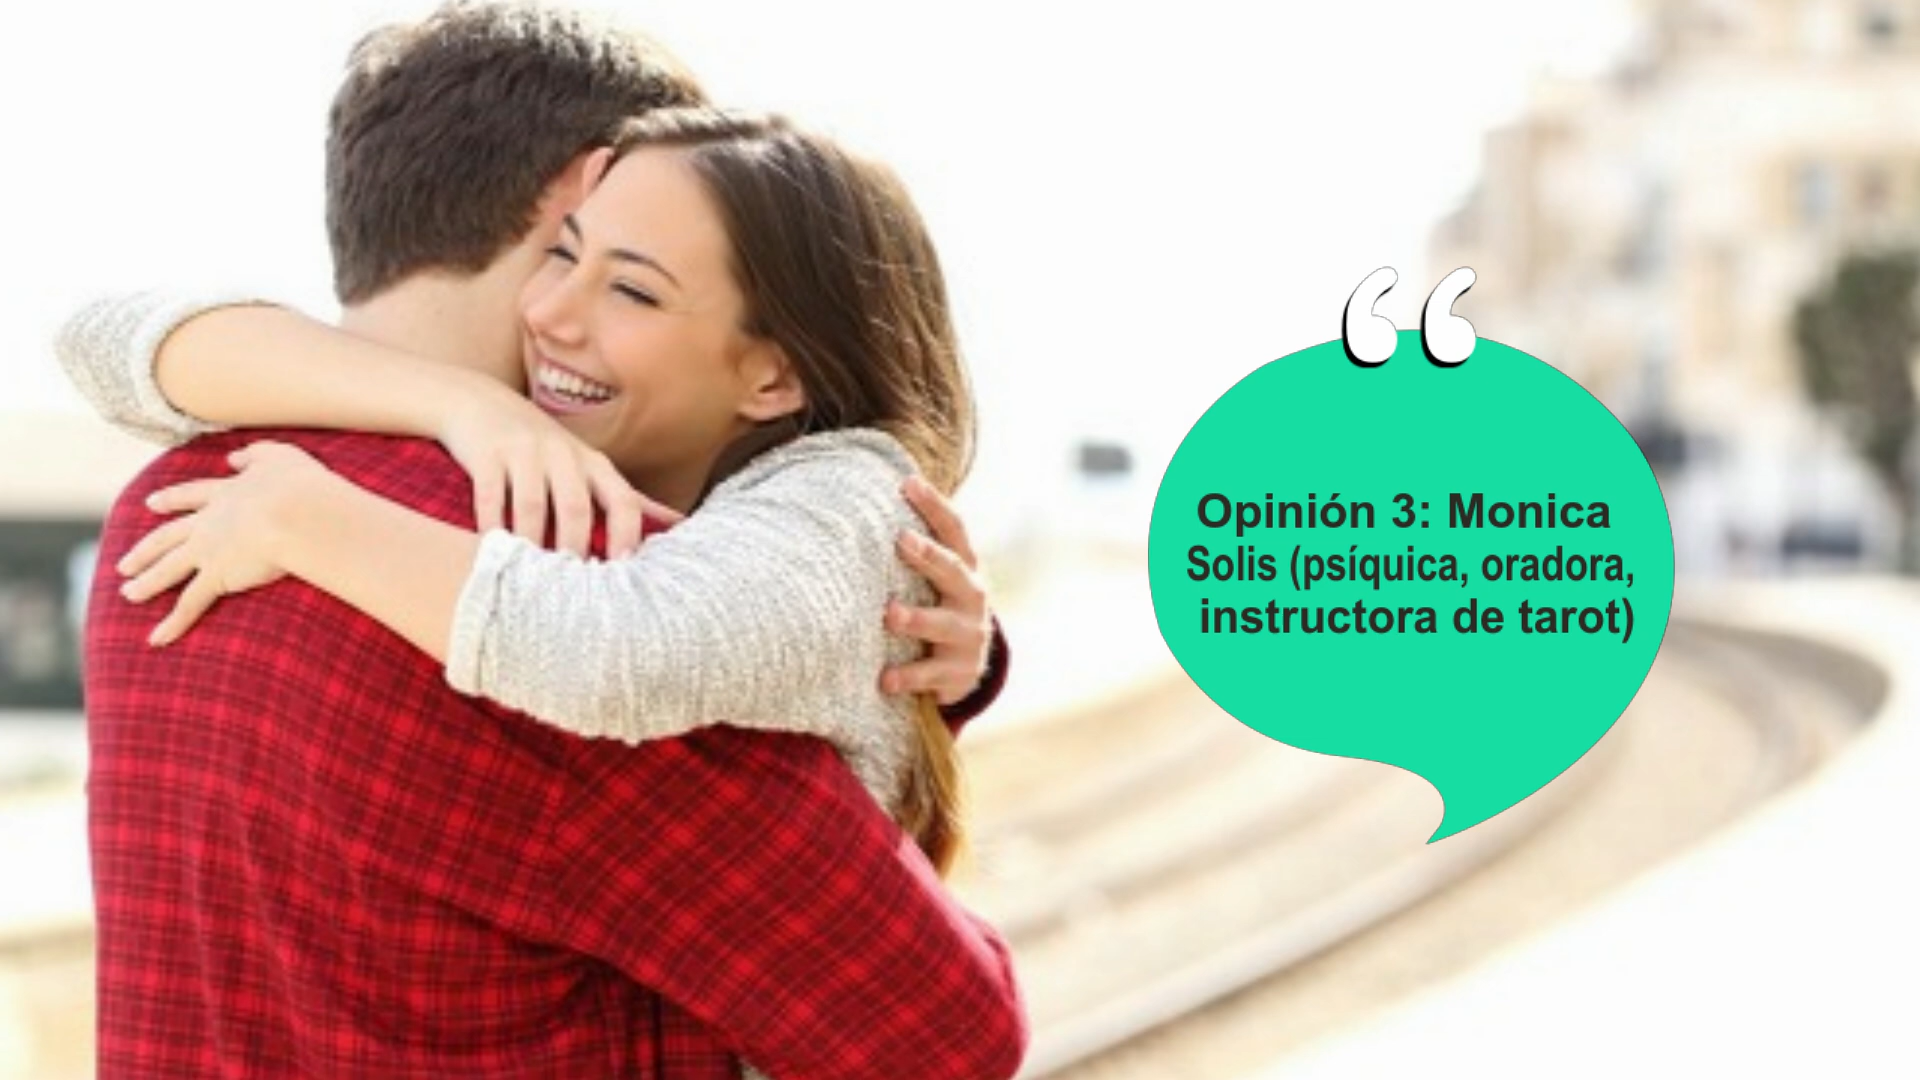 Opinión 3: Monica
Solis (psíquica, oradora,
instructora de tarot)